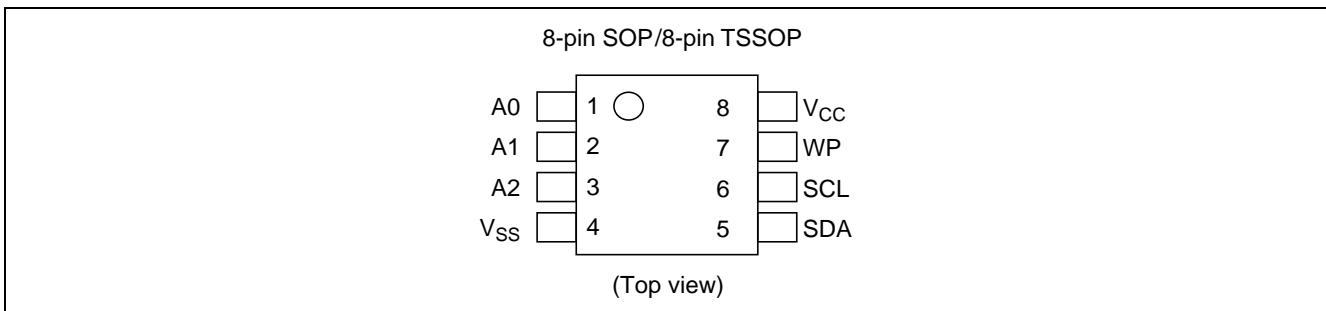 8-pin SOP/8-pin TSSOP
A0 1 8 VCC
A1 2 7 WP
A2 3 6 SCL
VSS 4 5 SDA
(Top view)